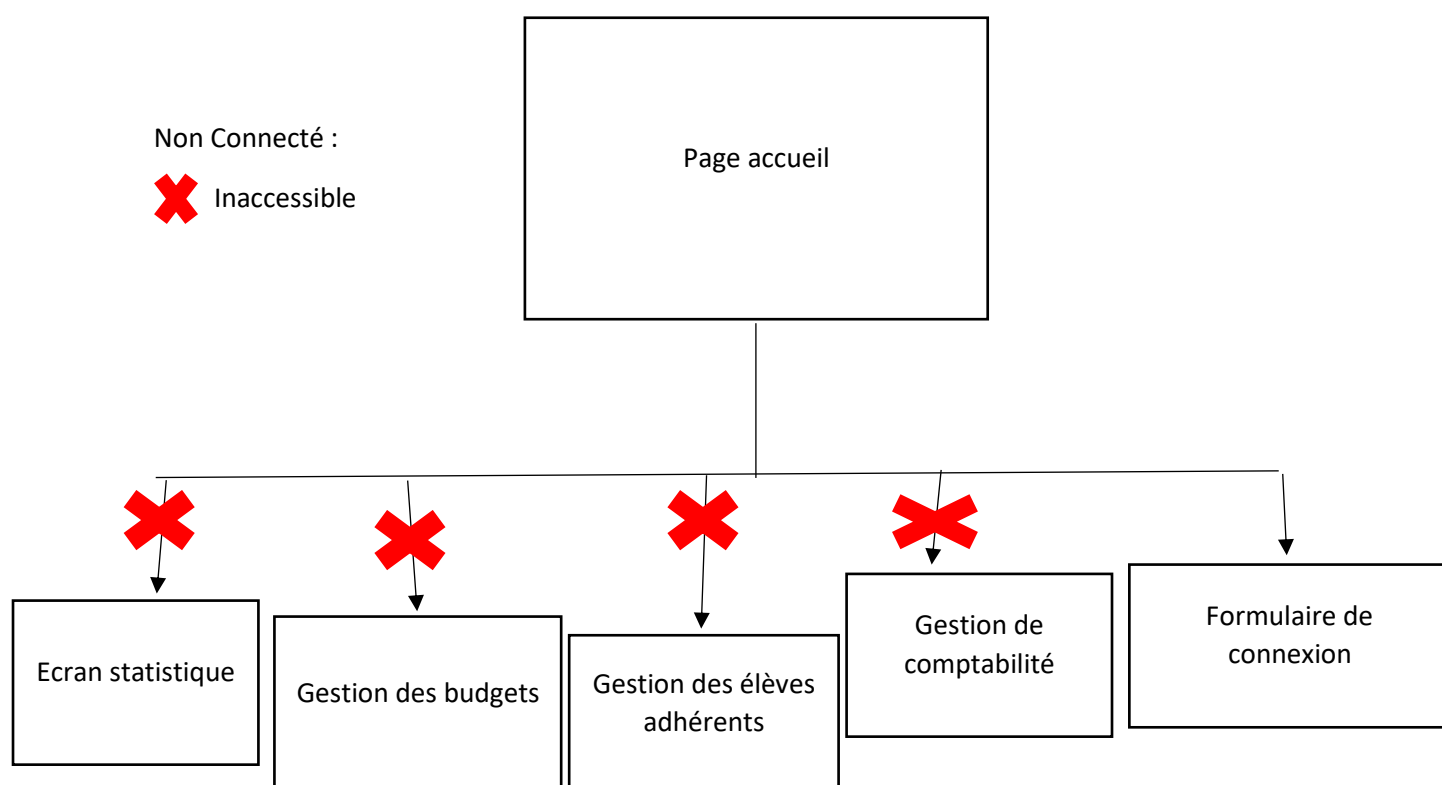 Page accueil
Non Connecté :
Inaccessible
Ecran statistique
Gestion des budgets
Gestion des élèves
adhérents
Gestion de
comptabilité
Formulaire de
connexion